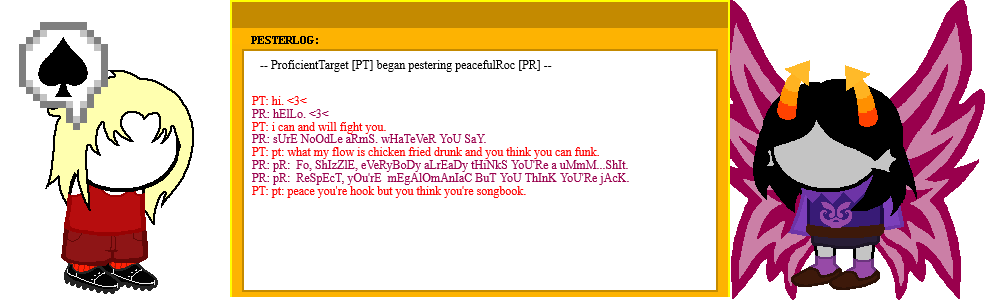 PESTERLOG:
-- ProficientTarget [PT] began pestering peacefulRoc [PR] --
PT: hi. <3<
PR: hElLo. <3<
PT: i can and will fight you.
PR: sUrE NoOdLe aRmS. wHaTeVeR YoU SaY.
PT: pt: what my flow is chicken fried drunk and you think you can funk.
PR: pR: Fo, ShIzZlE, eVeRyBoDy aLrEaDy tHiNkS YoU'Re a uMmM...ShIt.
PR: pR: ReSpEcT, yOu'rE mEgAlOmAnIaC BuT YoU ThInK YoU'Re jAcK.
PT: pt: peace you're hook but you think you're songbook.